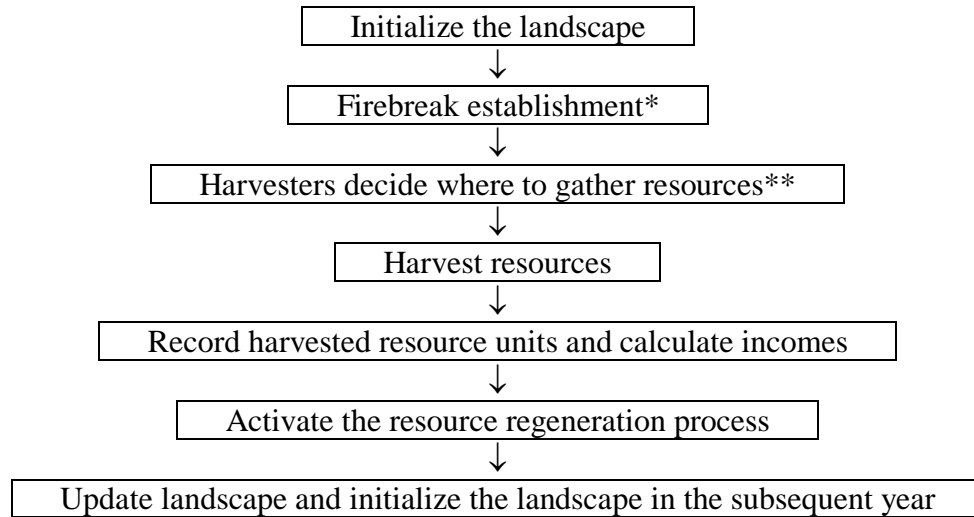 Initialize the landscape
↓
Firebreak establishment*
↓
Harvesters decide where to gather resources**
↓
Harvest resources
↓
Record harvested resource units and calculate incomes
↓
Activate the resource regeneration process
↓
Update landscape and initialize the landscape in the subsequent year